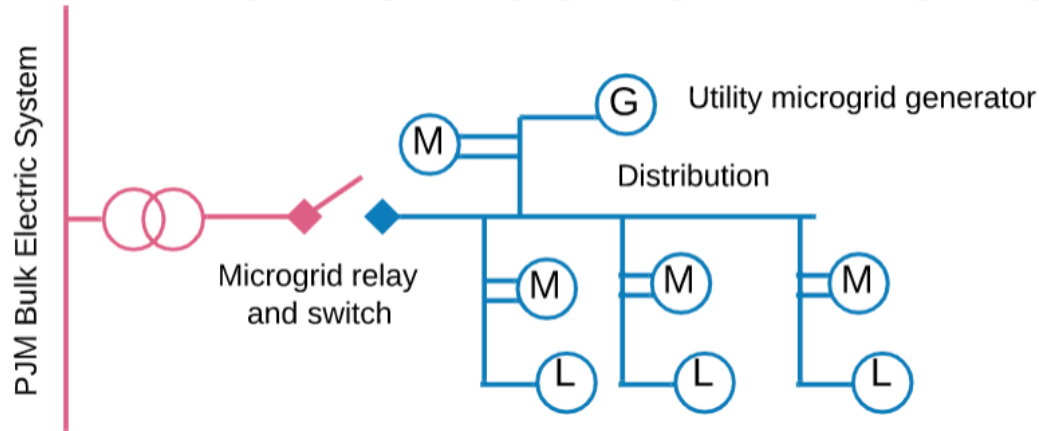 PJM Bulk Electric System
G
Utility microgrid generator
M
Distribution
Microgrid relay
and switch
M
M
M
L
L
L